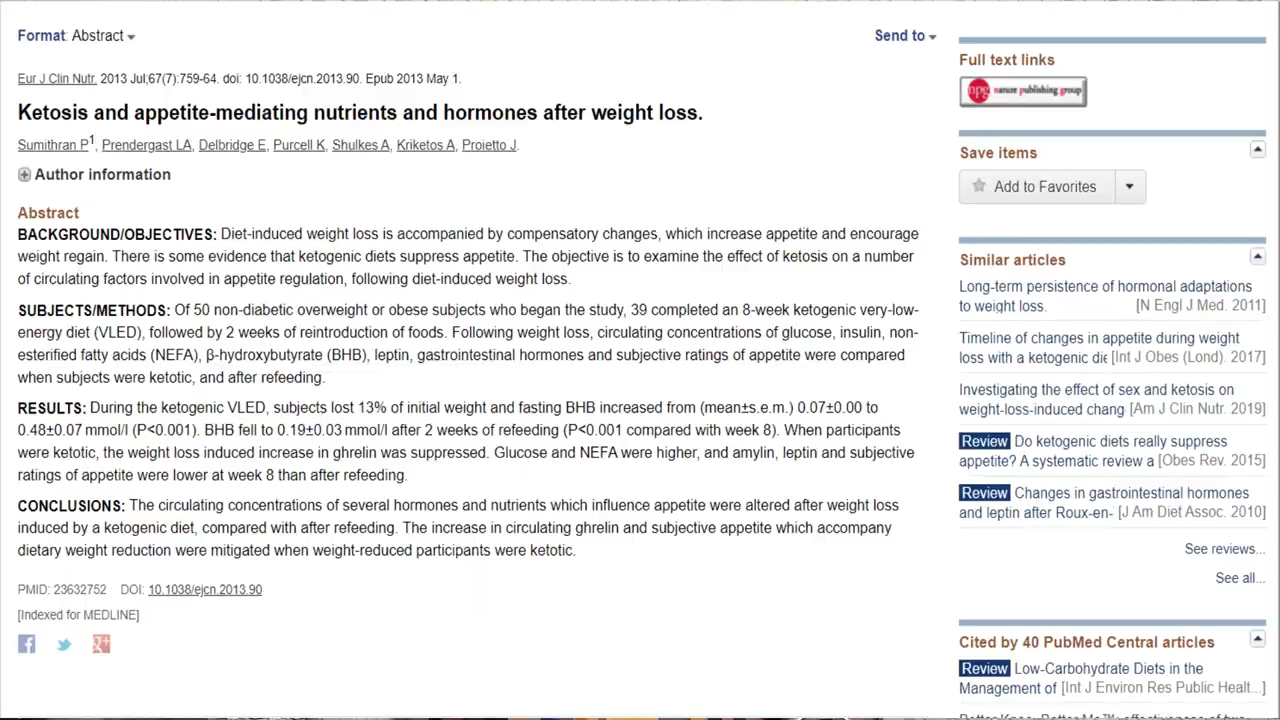 Format: Abstract
Send to
Eur J Clin Nutr. 2013 Jul;67(7):759-64. doi: 10.1038/ejcn.2013.90. Epub 2013 May 1.
Ketosis and appetite-mediating nutrients and hormones after weight loss.
Sumithran P1, Prendergast LA, Delbridge E, Purcell K, Shulkes A, Kriketos A, Proietto J.
Author information
Abstract
BACKGROUND/OBJECTIVES: Diet-induced weight loss is accompanied by compensatory changes, which increase appetite and encourage
weight regain. There is some evidence that ketogenic diets suppress appetite. The objective is to examine the effect of ketosis on a number
of circulating factors involved in appetite regulation, following diet-induced weight loss.
SUBJECTS/METHODS: Of 50 non-diabetic overweight or obese subjects who began the study, 39 completed an 8-week ketogenic very-low-
energy diet (VLED), followed by 2 weeks of reintroduction of foods. Following weight loss, circulating concentrations of glucose, insulin, non-
esterified fatty acids (NEFA), β-hydroxybutyrate (BHB), leptin, gastrointestinal hormones and subjective ratings of appetite were compared
when subjects were ketotic, and after refeeding.
RESULTS: During the ketogenic VLED, subjects lost 13% of initial weight and fasting BHB increased from (mean±s.e.m.) 0.07±0.00 to
0.48±0.07 mmol/l (P<0.001). BHB fell to 0.19±0.03 mmol/l after 2 weeks of refeeding (P<0.001 compared with week 8). When participants
were ketotic, the weight loss induced increase in ghrelin was suppressed. Glucose and NEFA were higher, and amylin, leptin and subjective
ratings of appetite were lower at week 8 than after refeeding.
CONCLUSIONS: The circulating concentrations of several hormones and nutrients which influence appetite were altered after weight loss
induced by a ketogenic diet, compared with after refeeding. The increase in circulating ghrelin and subjective appetite which accompany
dietary weight reduction were mitigated when weight-reduced participants were ketotic.
PMID: 23632752 DOI: 10.1038/ejcn.2013.90
[Indexed for MEDLINE]
Full text links
npg nature publishing group
Save items
Add to Favorites
Similar articles
Long-term persistence of hormonal adaptations
to weight loss. [N Engl J Med. 2011]
Timeline of changes in appetite during weight
loss with a ketogenic die [Int J Obes (Lond). 2017]
Investigating the effect of sex and ketosis on
weight-loss-induced chang [Am J Clin Nutr. 2019]
Review Do ketogenic diets really suppress
appetite? A systematic review a [Obes Rev. 2015]
Review Changes in gastrointestinal hormones
and leptin after Roux-en- [J Am Diet Assoc. 2010]
See reviews...
See all...
Cited by 40 PubMed Central articles
Review Low-Carbohydrate Diets in the
Management of [Int J Environ Res Public Healt...]